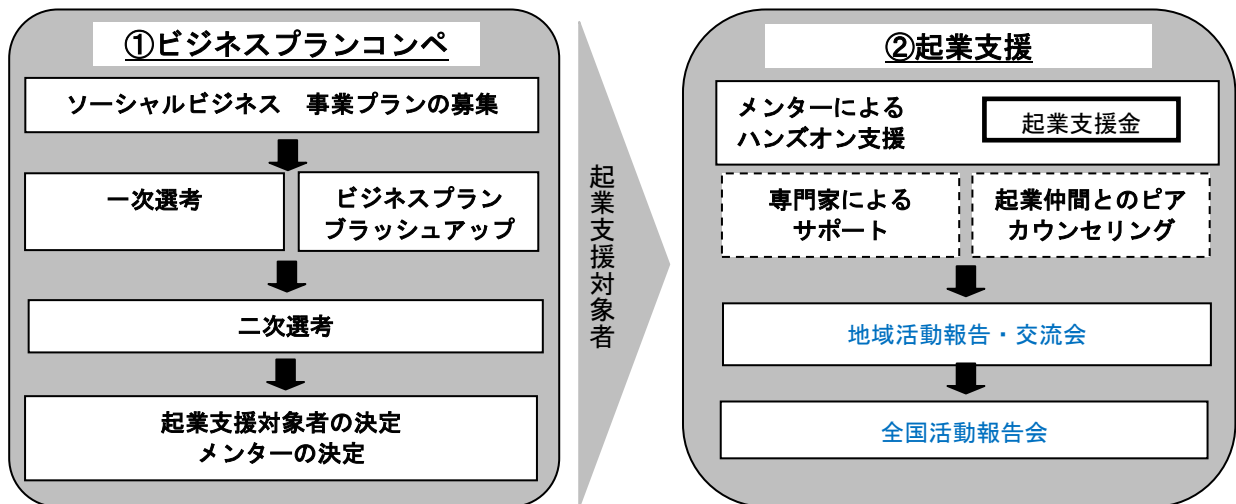 ①ビジネスプランコンペ
ソーシャルビジネス　事業プランの募集
一次選考
ビジネスプラン
ブラッシュアップ
二次選考
起業支援対象者の決定
メンターの決定
起業支援対象者
②起業支援
メンターによる
ハンズオン支援
起業支援金
専門家による
サポート
起業仲間とのピア
カウンセリング
地域活動報告・交流会
全国活動報告会